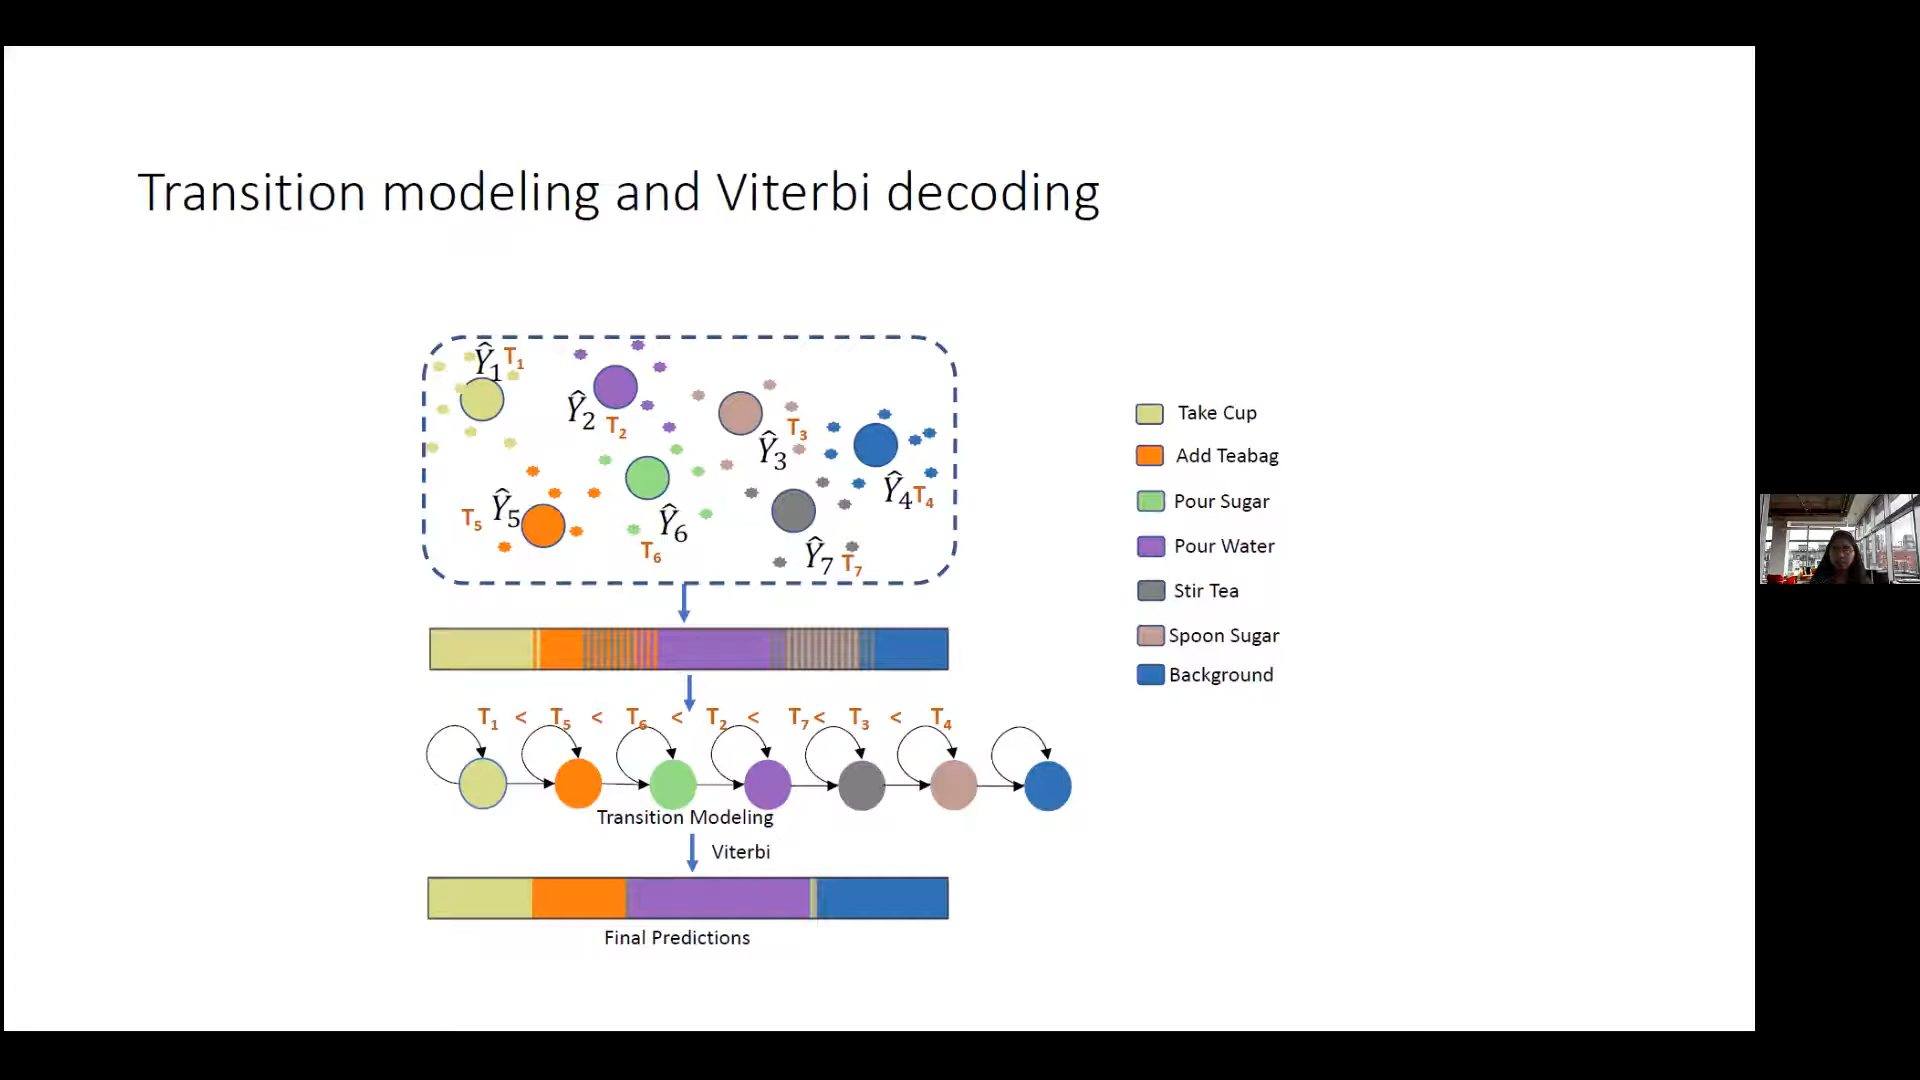 Transition modeling and Viterbi decoding
Ŷ1 T1
Ŷ2 T2
Ŷ3 T3
Ŷ4 T4
T5 Ŷ5
Ŷ6
T6
Ŷ7 T7
T1 < T5 < T6 < T2 < T7 < T3 < T4
Transition Modeling
Viterbi
Final Predictions
Take Cup
Add Teabag
Pour Sugar
Pour Water
Stir Tea
Spoon Sugar
Background